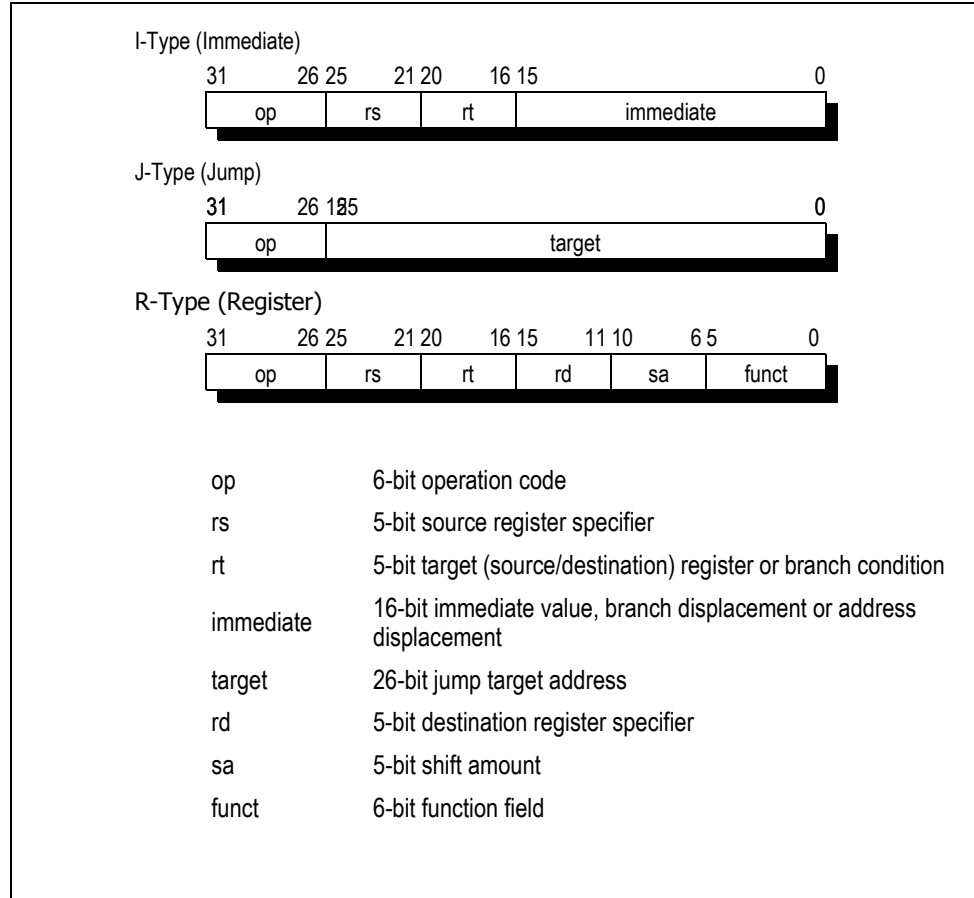 I-Type (Immediate)
31 26 25 21 20 16 15 0
op rs rt immediate
J-Type (Jump)
31 26 25 0
op target
R-Type (Register)
31 26 25 21 20 16 15 11 10 6 5 0
op rs rt rd sa funct
op 6-bit operation code
rs 5-bit source register specifier
rt 5-bit target (source/destination) register or branch condition
immediate 16-bit immediate value, branch displacement or address
displacement
target 26-bit jump target address
rd 5-bit destination register specifier
sa 5-bit shift amount
funct 6-bit function field